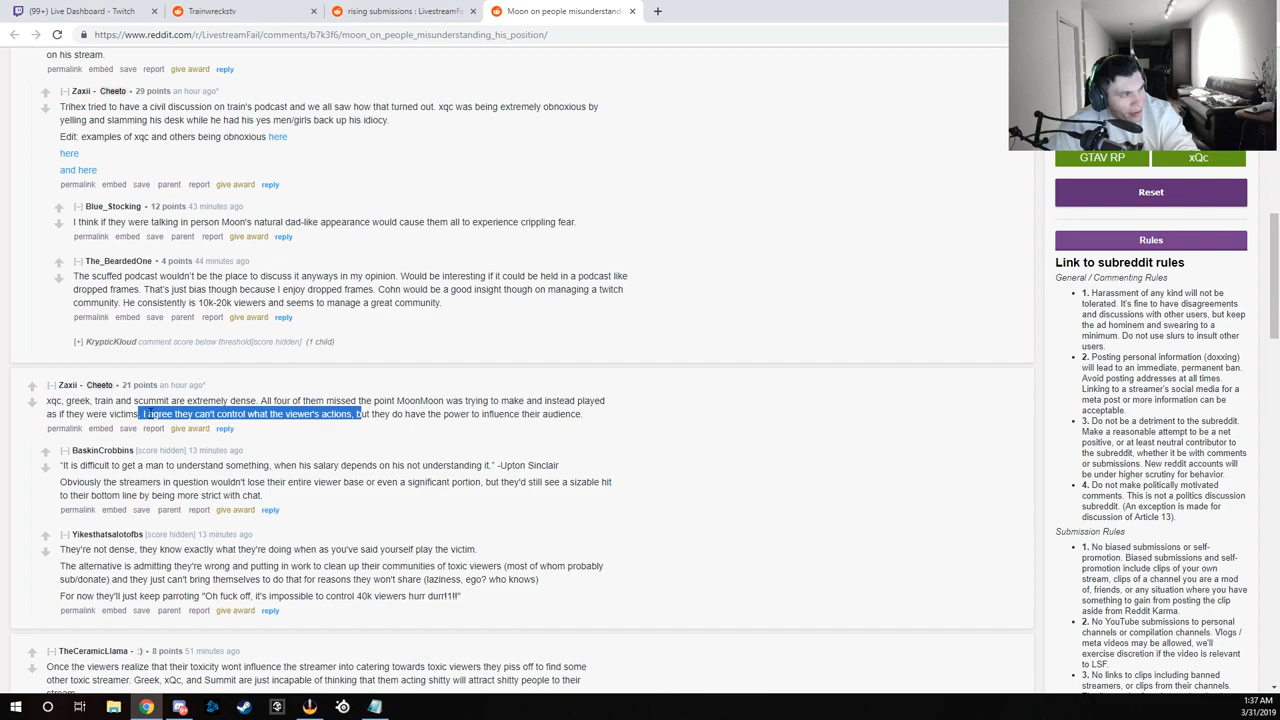 (99+) Live Dashboard - Twitch
Trainwreckstv
rising submissions : LivestreamFa
Moon on people misunderstand
https://www.reddit.com/r/LivestreamFail/comments/b7k3f6/moon_on_people_misunderstanding_his_position/
on his stream.
permalink embed save report give award reply
[–] Zaxii - Cheeto • 29 points an hour ago*
Trihex tried to have a civil discussion on train's podcast and we all saw how that turned out. xqc was being extremely obnoxious by
yelling and slamming his desk while he had his yes men/girls back up his idiocy.
Edit: examples of xqc and others being obnoxious here
here
and here
permalink embed save parent report give award reply
[–] Blue_Stocking • 12 points 43 minutes ago
I think if they were talking in person Moon's natural dad-like appearance would cause them all to experience crippling fear.
permalink embed save parent report give award reply
[–] The_BeardedOne • 4 points 44 minutes ago
The scuffed podcast wouldn't be the place to discuss it anyways in my opinion. Would be interesting if it could be held in a podcast like
dropped frames. That's just bias though because I enjoy dropped frames. Cohn would be a good insight though on managing a twitch
community. He consistently is 10k-20k viewers and seems to manage a great community.
permalink embed save parent report give award reply
[+] KrypticKloud comment score below threshold[score hidden] (1 child)
[–] Zaxii - Cheeto • 21 points an hour ago*
xqc, greek, train and scummit are extremely dense. All four of them missed the point MoonMoon was trying to make and instead played
as if they were victims. I agree they can't control what the viewer's actions, but they do have the power to influence their audience.
permalink embed save report give award reply
[–] BaskinCrobbins [score hidden] 13 minutes ago
“It is difficult to get a man to understand something, when his salary depends on his not understanding it.” -Upton Sinclair
Obviously the streamers in question wouldn't lose their entire viewer base or even a significant portion, but they'd still see a sizable hit
to their bottom line by being more strict with chat.
permalink embed save parent report give award reply
[–] Yikesthatsalotofbs [score hidden] 13 minutes ago
They're not dense, they know exactly what they're doing when as you've said yourself play the victim.
The alternative is admitting they're wrong and putting in work to clean up their communities of toxic viewers (most of whom probably
sub/donate) and they just can't bring themselves to do that for reasons they won't share (laziness, ego? who knows)
For now they'll just keep parroting "Oh fuck off, it's impossible to control 40k viewers hurr durr!1!!"
permalink embed save parent report give award reply
[–] TheCeramicLlama - :) • 8 points 51 minutes ago
Once the viewers realize that their toxicity wont influence the streamer into catering towards toxic viewers they piss off to find some
other toxic streamer. Greek, xQc, and Summit are just incapable of thinking that them acting shitty will attract shitty people to their
stream.
GTAV RP
xQc
Reset
Rules
Link to subreddit rules
General / Commenting Rules
1. Harassment of any kind will not be
tolerated. It's fine to have disagreements
and discussions with other users, but keep
the ad hominem and swearing to a
minimum. Do not use slurs to insult other
users.
2. Posting personal information (doxxing)
will lead to an immediate, permanent ban.
Avoid posting addresses at all times.
Linking to a streamer's social media for a
meta post or more information can be
acceptable.
3. Do not be a detriment to the subreddit.
Make a reasonable attempt to be a net
positive, or at least neutral contributor to
the subreddit, whether it be with comments
or submissions. New reddit accounts will
be under higher scrutiny for behavior.
4. Do not make politically motivated
comments. This is not a politics discussion
subreddit. (An exception is made for
discussion of Article 13).
Submission Rules
1. No biased submissions or self-
promotion. Biased submissions and self-
promotion include clips of your own
stream, clips of a channel you are a mod
of, friends, or any situation where you have
something to gain from posting the clip
aside from Reddit Karma.
2. No YouTube submissions to personal
channels or compilation channels. Vlogs /
meta videos may be allowed, we'll
exercise discretion if the video is relevant
to LSF.
3. No links to clips including banned
streamers, or clips from their channels.
1:37 AM
3/31/2019